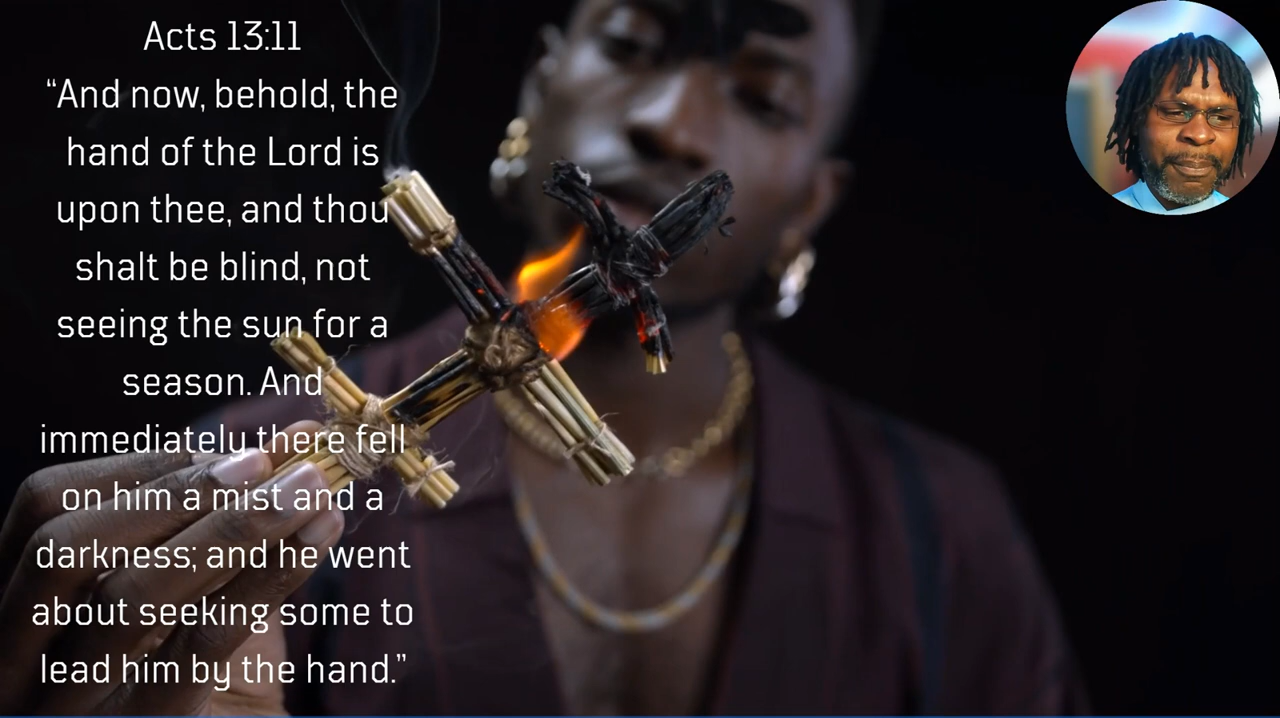 Acts 13:11
“And now, behold, the
hand of the Lord is
upon thee, and thou
shalt be blind, not
seeing the sun for a
season. And
immediately there fell
on him a mist and a
darkness; and he went
about seeking some to
lead him by the hand.”